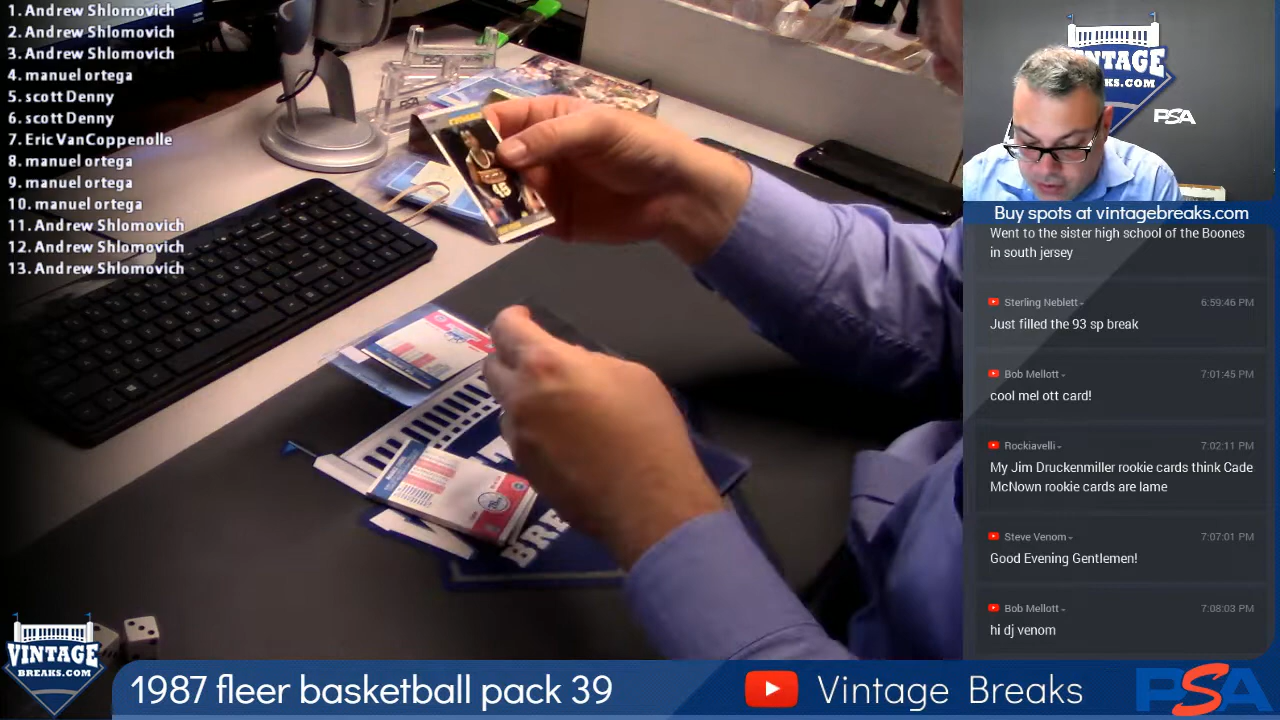 1. Andrew Shlomovich
2. Andrew Shlomovich
3. Andrew Shlomovich
4. manuel ortega
5. scott Denny
6. scott Denny
7. Eric VanCoppenolle
8. manuel ortega
9. manuel ortega
10. manuel ortega
11. Andrew Shlomovich
12. Andrew Shlomovich
13. Andrew Shlomovich
46
BRE
NTAGE
KS.COM
PSA
Buy spots at vintagebreaks.com
Went to the sister high school of the Boones
in south jersey
Sterling Neblett
6:59:46 PM
Just filled the 93 sp break
Bob Mellott
7:01:45 PM
cool mel ott card!
Rockiavelli
7:02:11 PM
My Jim Druckenmiller rookie cards think Cade
McNown rookie cards are lame
Steve Venom
7:07:01 PM
Good Evening Gentlemen!
Bob Mellott
7:08:03 PM
hi dj venom
VINTAGE
BREAKS.COM
1987 fleer basketball pack 39
Vintage Breaks
PSA